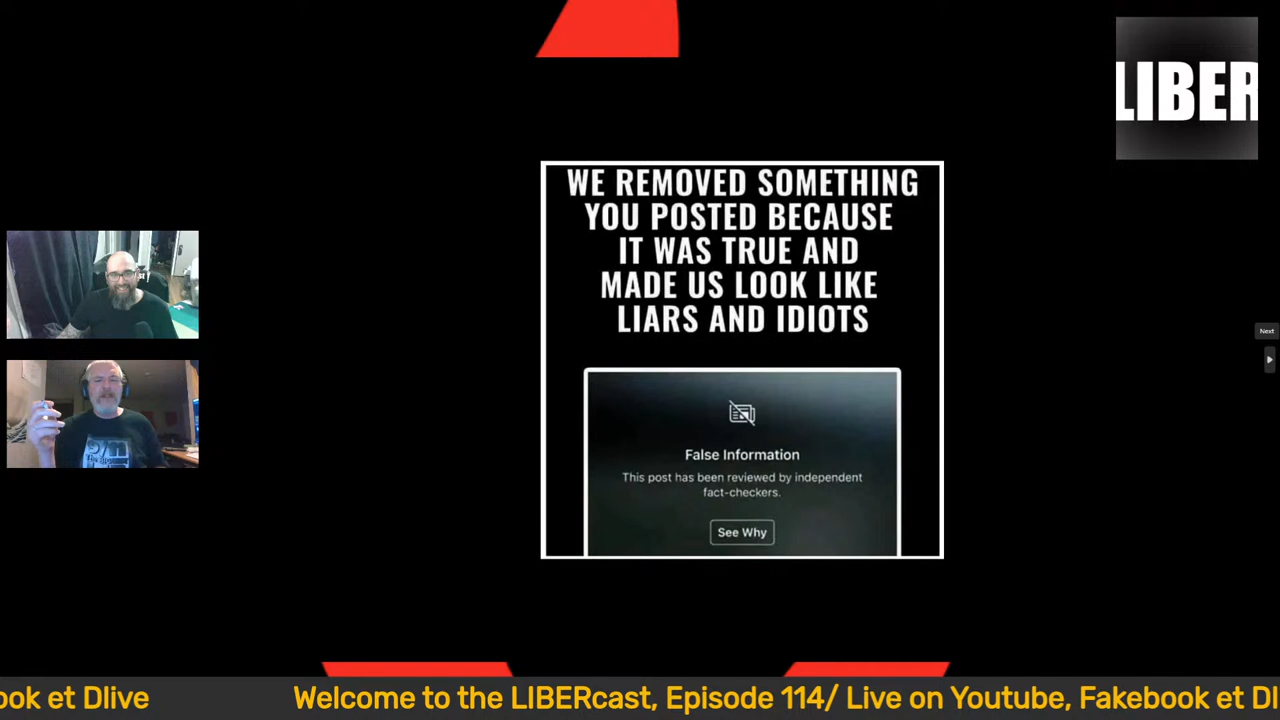 LIBER
WE REMOVED SOMETHING
YOU POSTED BECAUSE
IT WAS TRUE AND
MADE US LOOK LIKE
LIARS AND IDIOTS
False Information
This post has been reviewed by independent
fact-checkers.
See Why
Next
ook et Dlive Welcome to the LIBERcast, Episode 114/ Live on Youtube, Fakebook et Dl